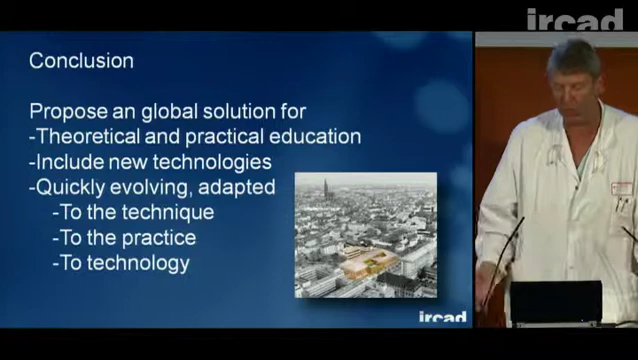 ircad
Conclusion
Propose an global solution for
-Theoretical and practical education
-Include new technologies
-Quickly evolving, adapted
-To the technique
-To the practice
-To technology
ircad